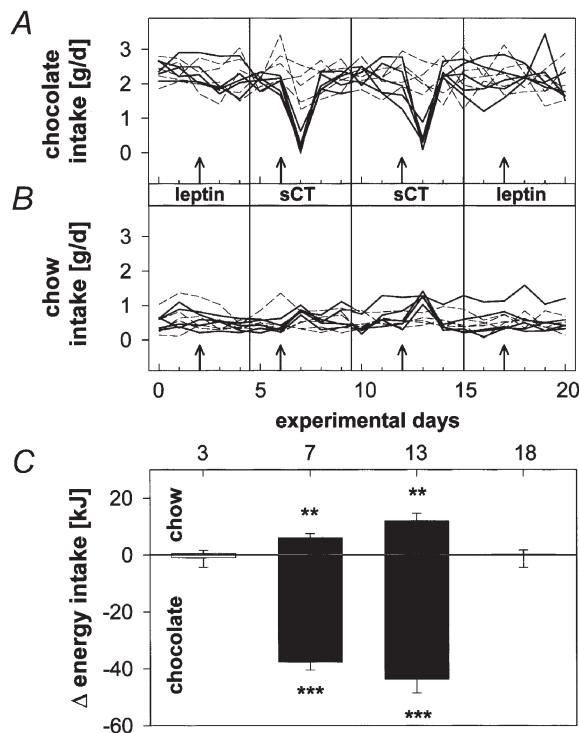 A
chocolate
intake [g/d]
3
2
1
0
leptin
sCT
sCT
leptin
B
chow
intake [g/d]
3
2
1
0
0
5
10
15
20
experimental days
C
3
7
13
18
Δ energy intake [kJ]
chow
chocolate
20
0
-20
-40
-60
**
**
***
***